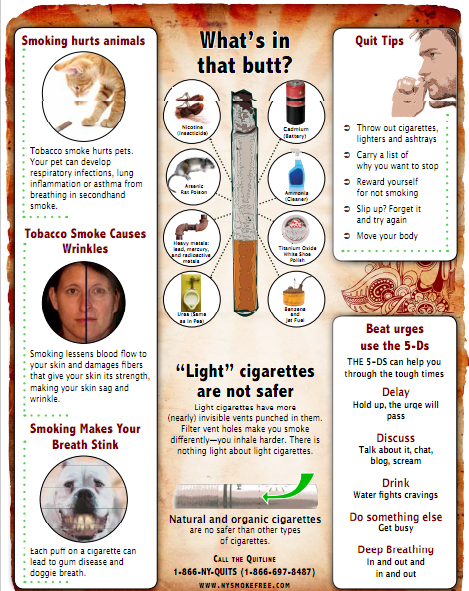 Smoking hurts animals
Tobacco smoke hurts pets.
Your pet can develop
respiratory infections, lung
inflammation or asthma from
breathing in secondhand
smoke.
Tobacco Smoke Causes
Wrinkles
Smoking lessens blood flow to
your skin and damages fibers
that give your skin its strength,
making your skin sag and
wrinkle.
Smoking Makes Your
Breath Stink
Each puff on a cigarette can
lead to gum disease and
doggie breath.
What's in
that butt?
Nicotine
(Insecticide)
Cadmium
(Battery)
Arsenic
Rat Poison
Ammonia
(Cleaner)
Heavy metals:
lead, mercury,
and radioactive
metals
Titanium Oxide
White Shoe
Polish
Urea (Same
as in Pee)
Benzene
and
Jet Fuel
"Light" cigarettes
are not safer
Light cigarettes have more
(nearly) invisible vents punched in them.
Filter vent holes make you smoke
differently—you inhale harder. There is
nothing light about light cigarettes.
Natural and organic cigarettes
are no safer than other types
of cigarettes.
Call the Quitline
1-866-NY-QUITS (1-866-697-8487)
www.nysmokefree.com
Quit Tips
Throw out cigarettes,
lighters and ashtrays
Carry a list of
why you want to stop
Reward yourself
for not smoking
Slip up? Forget it
and try again
Move your body
Beat urges
use the 5-Ds
THE 5-DS can help you
through the tough times
Delay
Hold up, the urge will
pass
Discuss
Talk about it, chat,
blog, scream
Drink
Water fights cravings
Do something else
Get busy
Deep Breathing
In and out and
in and out